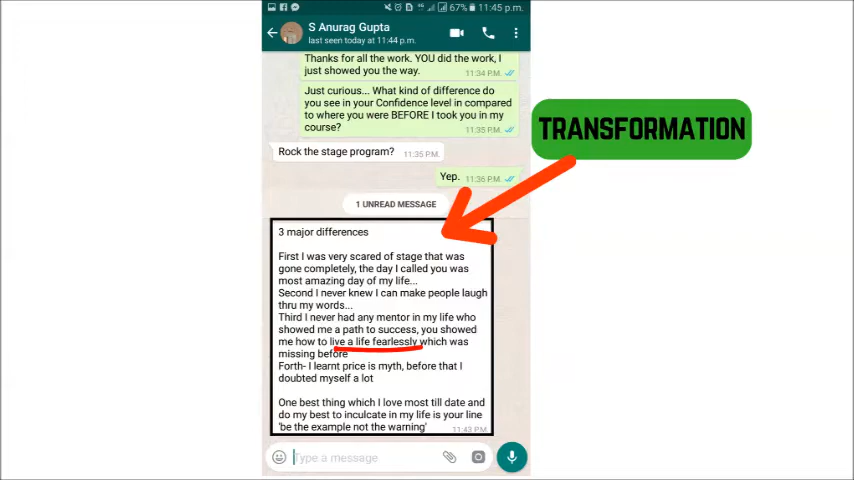 67% 11:45 p.m.
S Anurag Gupta
last seen today at 11:44 p.m.
Thanks for all the work. YOU did the work, I
just showed you the way.
11:34 P.M.
Just curious... What kind of difference do
you see in your Confidence level in compared
to where you were BEFORE I took you in my
course?
11:35 P.M.
TRANSFORMATION
Rock the stage program?
11:35 P.M.
Yep.
11:36 P.M.
1 UNREAD MESSAGE
3 major differences
First I was very scared of stage that was
gone completely, the day I called you was
most amazing day of my life...
Second I never knew I can make people laugh
thru my words...
Third I never had any mentor in my life who
showed me a path to success, you showed
me how to live a life fearlessly which was
missing before
Forth- I learnt price is myth, before that I
doubted myself a lot
One best thing which I love most till date and
do my best to inculcate in my life is your line
'be the example not the warning'
11:43 P.M.
Type a message